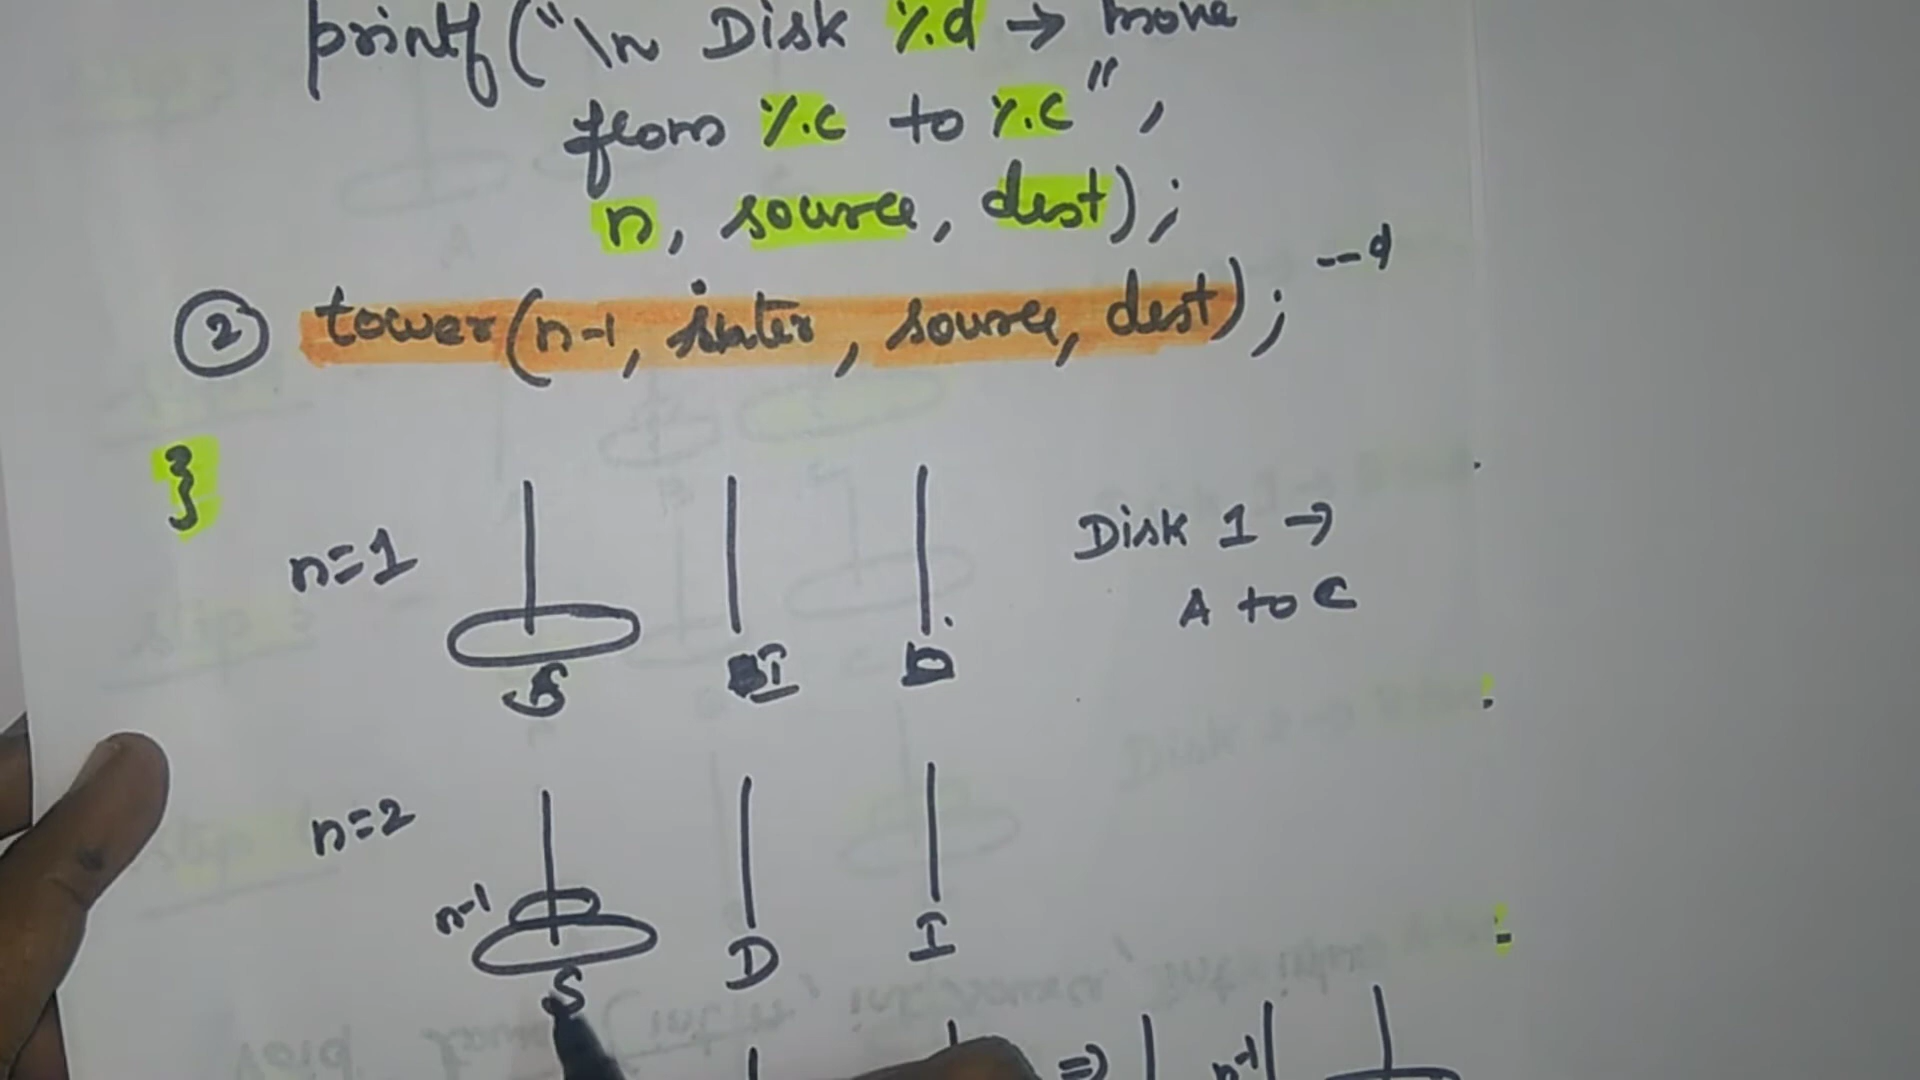 printf("\n Disk %d → move
from %c to %c",
n, source, dest);
② tower(n-1, inter, source, dest);
}
n=1
Disk 1 →
A to C
S I D
n=2
n-1
S D I
⇒ n-1